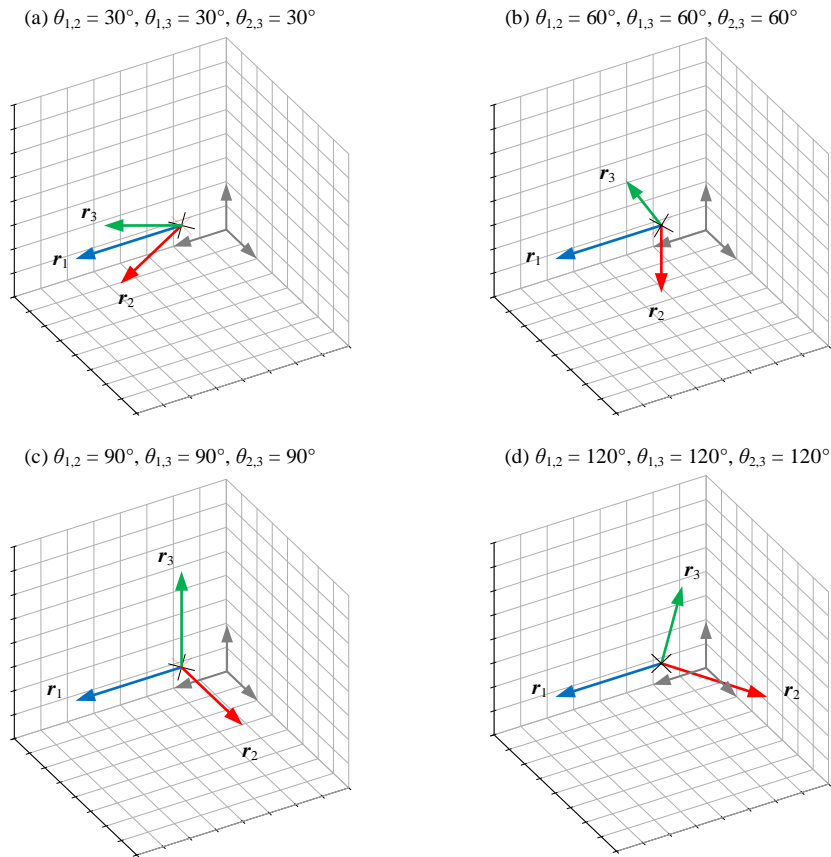 (a) θ1,2 = 30°, θ1,3 = 30°, θ2,3 = 30°
r3
r1
r2
(b) θ1,2 = 60°, θ1,3 = 60°, θ2,3 = 60°
r3
r1
r2
(c) θ1,2 = 90°, θ1,3 = 90°, θ2,3 = 90°
r3
r1
r2
(d) θ1,2 = 120°, θ1,3 = 120°, θ2,3 = 120°
r3
r1
r2